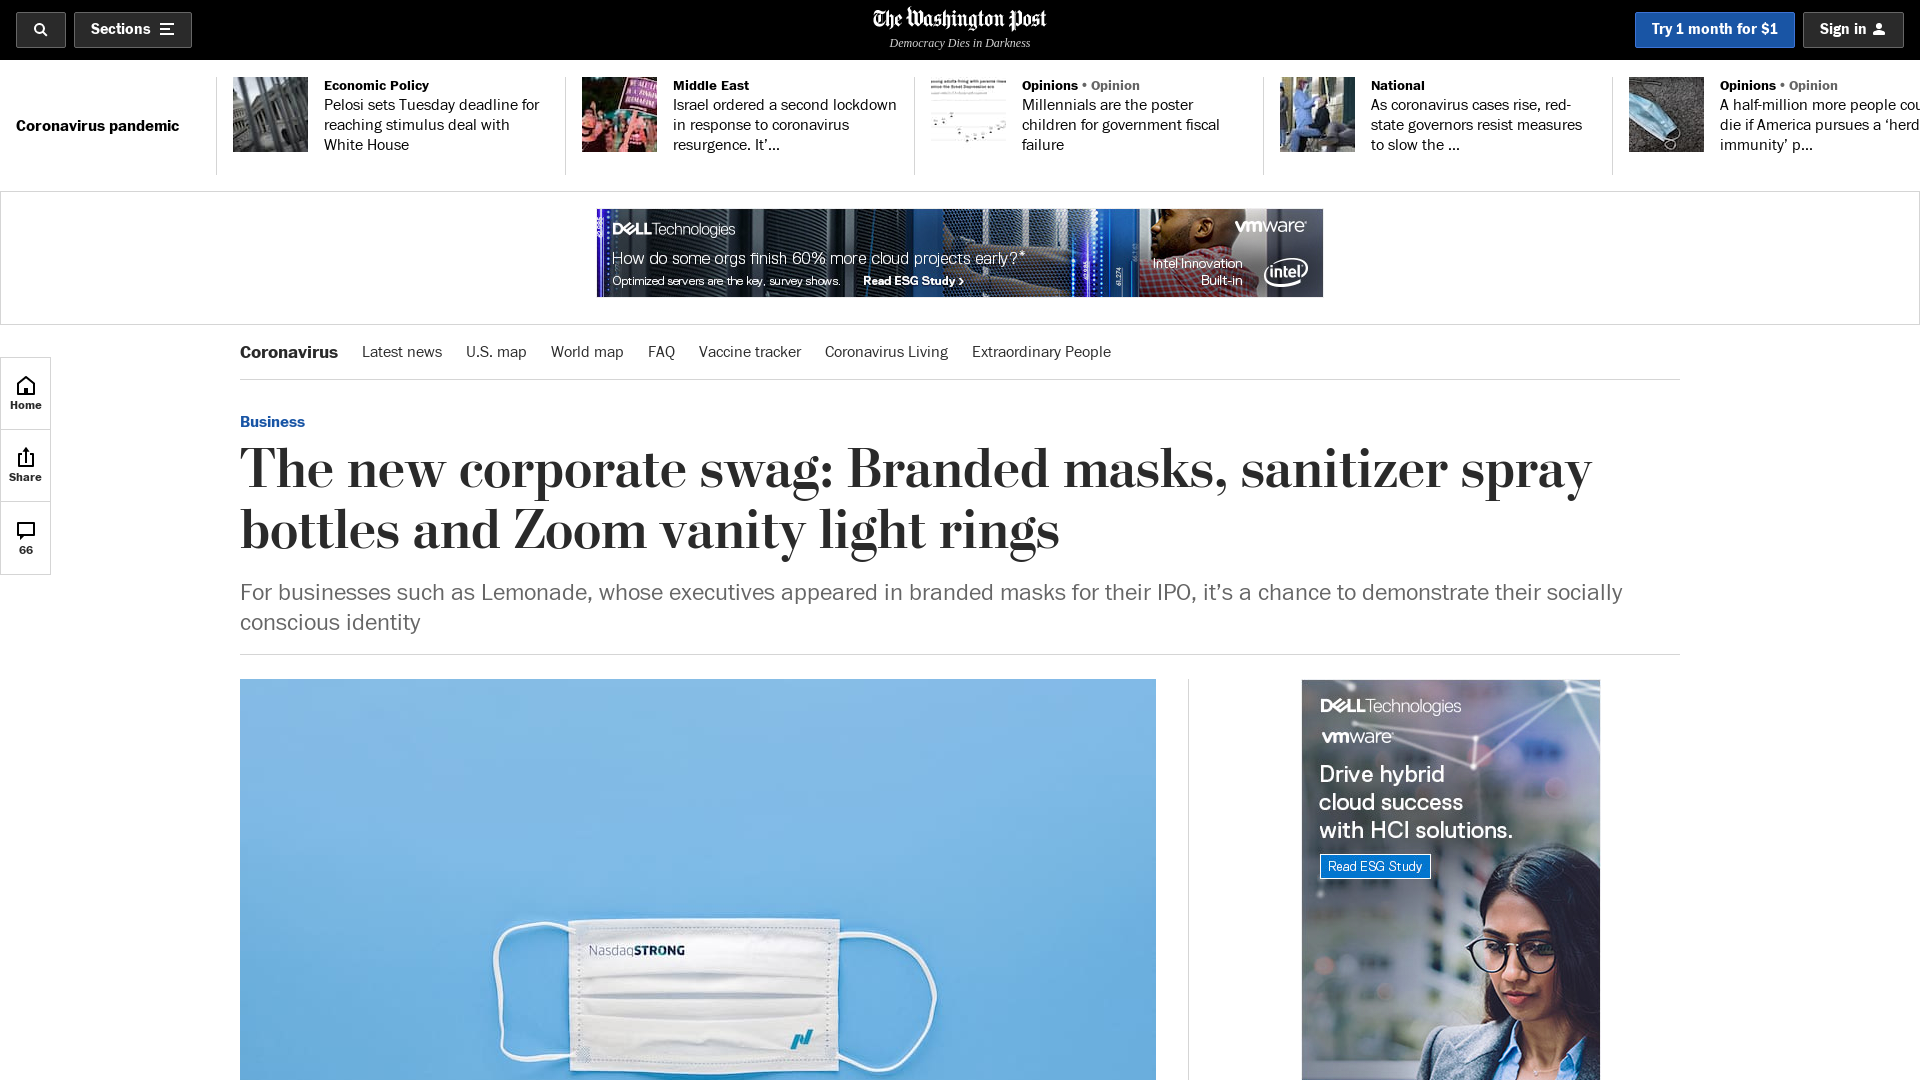 Sections
The Washington Post
Democracy Dies in Darkness
Try 1 month for $1
Sign in
Coronavirus pandemic
Economic Policy
Pelosi sets Tuesday deadline for
reaching stimulus deal with
White House
Middle East
Israel ordered a second lockdown
in response to coronavirus
resurgence. It’s...
Opinions • Opinion
Millennials are the poster
children for government fiscal
failure
National
As coronavirus cases rise, red-
state governors resist measures
to slow the ...
Opinions • Opinion
A half-million more people cou
die if America pursues a ‘herd
immunity’ p...
DELLTechnologies
vmware
How do some orgs finish 60% more cloud projects early?*
Optimized servers are the key, survey shows.
Read ESG Study >
Intel Innovation
Built-in
intel
Coronavirus
Latest news
U.S. map
World map
FAQ
Vaccine tracker
Coronavirus Living
Extraordinary People
Home
Share
66
Business
The new corporate swag: Branded masks, sanitizer spray
bottles and Zoom vanity light rings
For businesses such as Lemonade, whose executives appeared in branded masks for their IPO, it’s a chance to demonstrate their socially
conscious identity
NasdaqSTRONG
DELLTechnologies
vmware
Drive hybrid
cloud success
with HCI solutions.
Read ESG Study